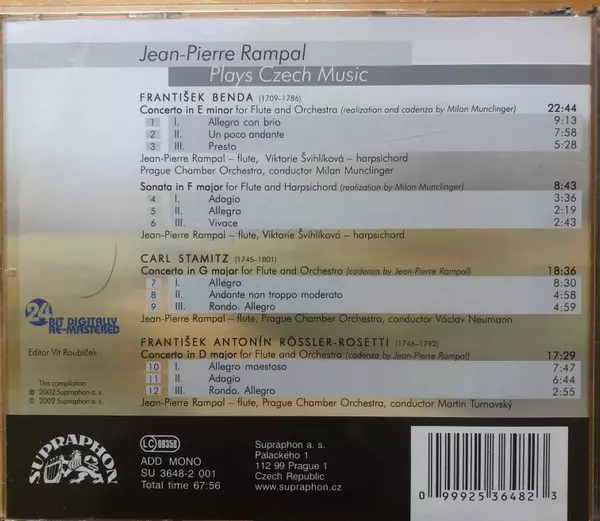 Jean-Pierre Rampal
Plays Czech Music
FRANTIŠEK BENDA (1709–1786)
Concerto in E minor for Flute and Orchestra (realization and cadenza by Milan Munclinger) 22:44
1 I. Allegro con brio 9:13
2 II. Un poco andante 7:58
3 III. Presto 5:28
Jean-Pierre Rampal – flute, Viktorie Švihlíková – harpsichord
Prague Chamber Orchestra, conductor Milan Munclinger
Sonata in F major for Flute and Harpsichord (realization by Milan Munclinger) 8:43
4 I. Adagio 3:36
5 II. Allegro 2:19
6 III. Vivace 2:43
Jean-Pierre Rampal – flute, Viktorie Švihlíková – harpsichord
CARL STAMITZ (1745–1801)
Concerto in G major for Flute and Orchestra (cadenza by Jean-Pierre Rampal) 18:36
7 I. Allegro 8:30
8 II. Andante non troppo moderato 4:58
9 III. Rondo. Allegro 4:59
Jean-Pierre Rampal – flute, Prague Chamber Orchestra, conductor Václav Neumann
FRANTIŠEK ANTONÍN RÖSSLER-ROSETTI (1746–1792)
Concerto in D major for Flute and Orchestra (cadenza by Jean-Pierre Rampal) 17:29
10 I. Allegro maestoso 7:47
11 II. Adagio 6:44
12 III. Rondo. Allegro 2:55
Jean-Pierre Rampal – flute, Prague Chamber Orchestra, conductor Martin Turnovský
24
BIT DIGITALLY
RE-MASTERED
Editor Vít Roubíček
This compilation
℗ 2002 Supraphon a. s.
© 2002 Supraphon a. s.
SUPRAPHON
LC 00358
ADD MONO
SU 3648-2 001
Total time 67:56
Supraphon a. s.
Palackého 1
112 99 Prague 1
Czech Republic
www.supraphon.cz
0 99925 36482 3